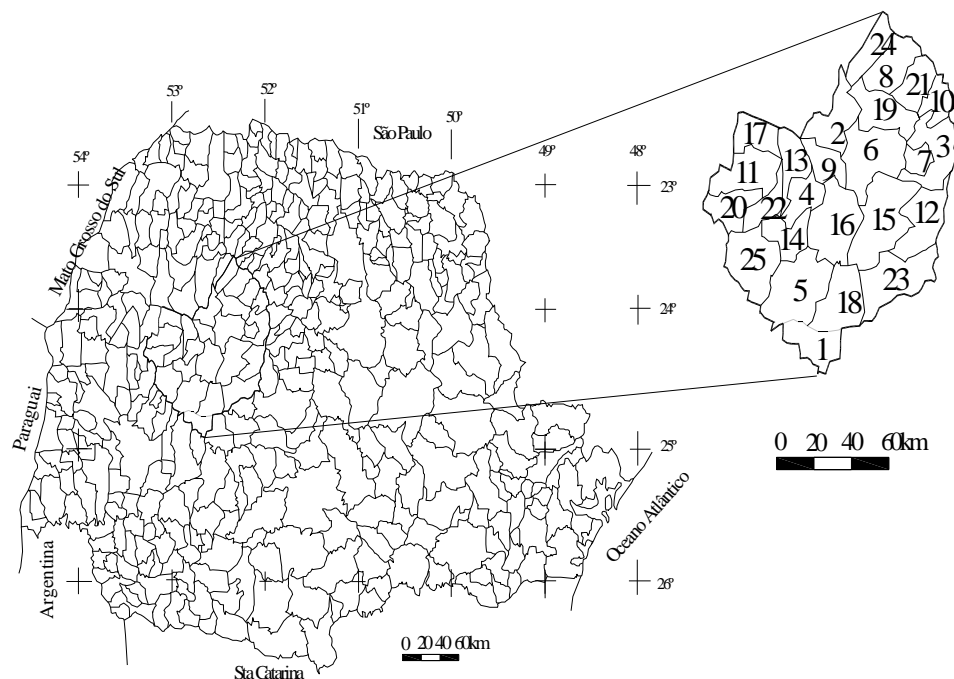 53º
52º
51º
50º
São Paulo
54º
49º
48º
23º
24º
25º
26º
Mato Grosso do Sul
Paraguai
Argentina
Sta Catarina
Oceano Atlântico
0 20 40 60km
24
8
21
10
19
2
3
17
6
13
7
11
9
4
20
22
12
16
15
14
25
23
5
18
1
0 20 40 60km